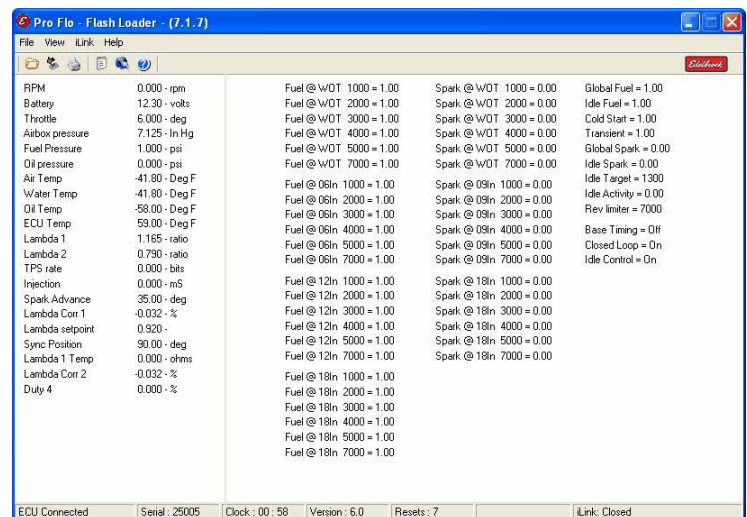 Pro Flo - Flash Loader - (7.1.7)
File View iLink Help
Edelbrock
RPM 0.000 - rpm
Battery 12.30 - volts
Throttle 6.000 - deg
Airbox pressure 7.125 - In Hg
Fuel Pressure 1.000 - psi
Oil pressure 0.000 - psi
Air Temp -41.80 - Deg F
Water Temp -41.80 - Deg F
Oil Temp -58.00 - Deg F
ECU Temp 59.00 - Deg F
Lambda 1 1.165 - ratio
Lambda 2 0.790 - ratio
TPS rate 0.000 - bits
Injection 0.000 - mS
Spark Advance 35.00 - deg
Lambda Corr 1 -0.032 - %
Lambda setpoint 0.920 -
Sync Position 90.00 - deg
Lambda 1 Temp 0.000 - ohms
Lambda Corr 2 -0.032 - %
Duty 4 0.000 - %
Fuel @ WOT 1000 = 1.00
Fuel @ WOT 2000 = 1.00
Fuel @ WOT 3000 = 1.00
Fuel @ WOT 4000 = 1.00
Fuel @ WOT 5000 = 1.00
Fuel @ WOT 7000 = 1.00
Fuel @ 06In 1000 = 1.00
Fuel @ 06In 2000 = 1.00
Fuel @ 06In 3000 = 1.00
Fuel @ 06In 4000 = 1.00
Fuel @ 06In 5000 = 1.00
Fuel @ 06In 7000 = 1.00
Fuel @ 12In 1000 = 1.00
Fuel @ 12In 2000 = 1.00
Fuel @ 12In 3000 = 1.00
Fuel @ 12In 4000 = 1.00
Fuel @ 12In 5000 = 1.00
Fuel @ 12In 7000 = 1.00
Fuel @ 18In 1000 = 1.00
Fuel @ 18In 2000 = 1.00
Fuel @ 18In 3000 = 1.00
Fuel @ 18In 4000 = 1.00
Fuel @ 18In 5000 = 1.00
Fuel @ 18In 7000 = 1.00
Spark @ WOT 1000 = 0.00
Spark @ WOT 2000 = 0.00
Spark @ WOT 3000 = 0.00
Spark @ WOT 4000 = 0.00
Spark @ WOT 5000 = 0.00
Spark @ WOT 7000 = 0.00
Spark @ 09In 1000 = 0.00
Spark @ 09In 2000 = 0.00
Spark @ 09In 3000 = 0.00
Spark @ 09In 4000 = 0.00
Spark @ 09In 5000 = 0.00
Spark @ 09In 7000 = 0.00
Spark @ 18In 1000 = 0.00
Spark @ 18In 2000 = 0.00
Spark @ 18In 3000 = 0.00
Spark @ 18In 4000 = 0.00
Spark @ 18In 5000 = 0.00
Spark @ 18In 7000 = 0.00
Global Fuel = 1.00
Idle Fuel = 1.00
Cold Start = 1.00
Transient = 1.00
Global Spark = 0.00
Idle Spark = 0.00
Idle Target = 1300
Idle Activity = 0.00
Rev limiter = 7000
Base Timing = Off
Closed Loop = On
Idle Control = On
ECU Connected Serial : 25005 Clock : 00 : 58 Version : 6.0 Resets : 7 iLink: Closed